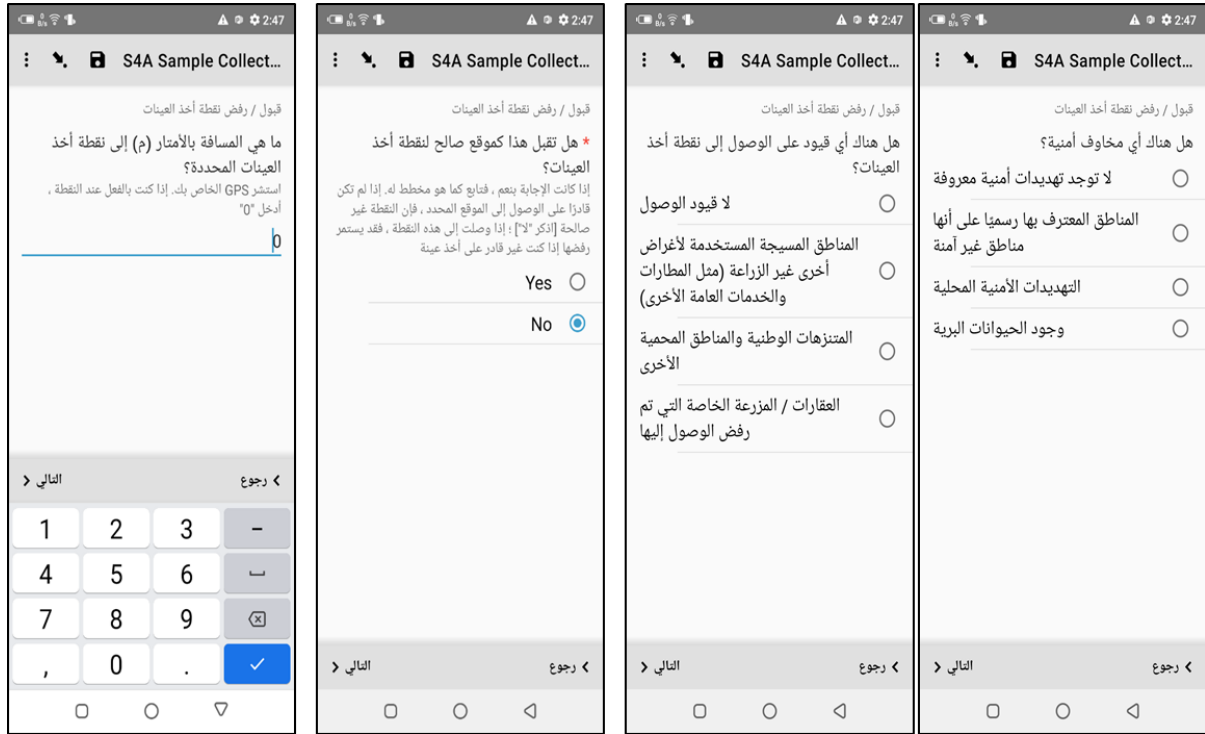 2:47
S4A Sample Collect...
قبول / رفض نقطة أخذ العينات
ما هي المسافة بالأمتار (م) إلى نقطة أخذ
العينات المحددة؟
استشر GPS الخاص بك. إذا كنت بالفعل عند النقطة ،
أدخل "0"
0
رجوع
التالي
1 2 3 -
4 5 6
7 8 9
, 0 .
2:47
S4A Sample Collect...
قبول / رفض نقطة أخذ العينات
* هل تقبل هذا كموقع صالح لنقطة أخذ
العينات؟
إذا كانت الإجابة بنعم ، فتابع كما هو مخطط له. إذا لم تكن
قادرًا على الوصول إلى الموقع المحدد ، فإن النقطة غير
صالحة [اذكر "لا"] ؛ إذا وصلت إلى هذه النقطة ، فقد يستمر
رفضها إذا كنت غير قادر على أخذ عينة
Yes
No
رجوع
التالي
2:47
S4A Sample Collect...
قبول / رفض نقطة أخذ العينات
هل هناك أي قيود على الوصول إلى نقطة أخذ
العينات؟
لا قيود الوصول
المناطق المسيجة المستخدمة لأغراض
أخرى غير الزراعة (مثل المطارات
والخدمات العامة الأخرى)
المتنزهات الوطنية والمناطق المحمية
الأخرى
العقارات / المزرعة الخاصة التي تم
رفض الوصول إليها
رجوع
التالي
2:47
S4A Sample Collect...
قبول / رفض نقطة أخذ العينات
هل هناك أي مخاوف أمنية؟
لا توجد تهديدات أمنية معروفة
المناطق المعترف بها رسميًا على أنها
مناطق غير آمنة
التهديدات الأمنية المحلية
وجود الحيوانات البرية
رجوع
التالي